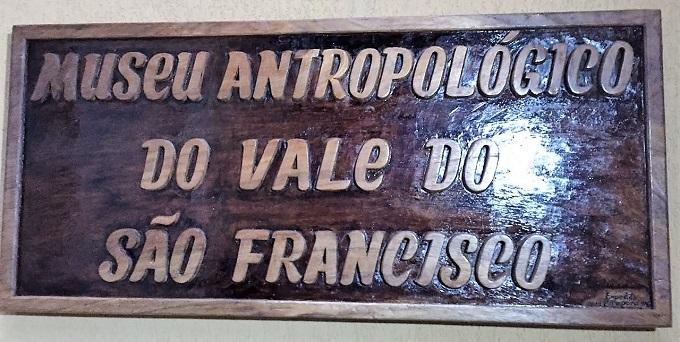 MUSEU ANTROPOLÓGICO
DO VALE DO
SÃO FRANCISCO